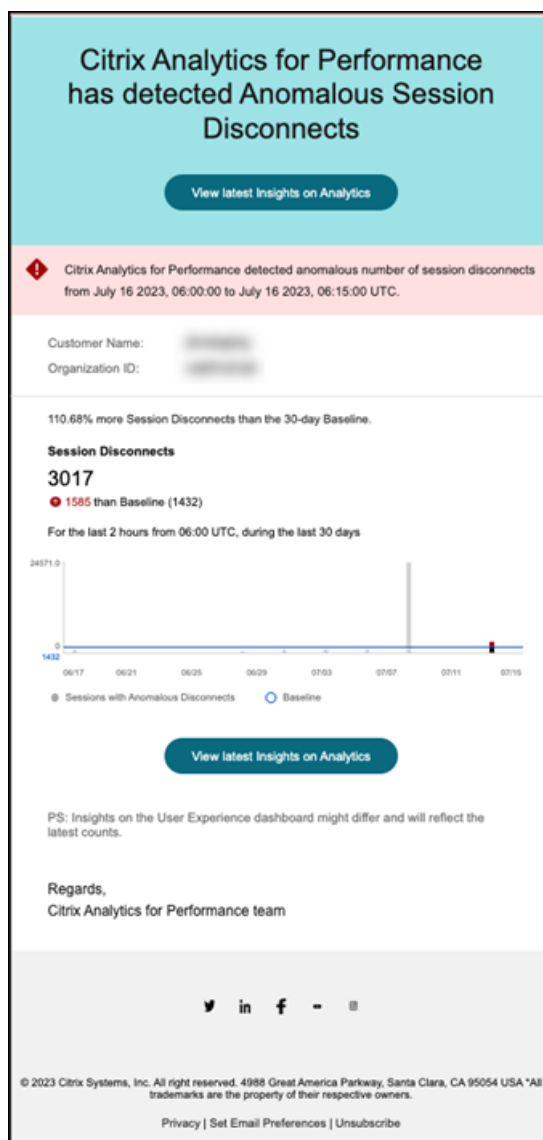 Citrix Analytics for Performance
has detected Anomalous Session
Disconnects
View latest Insights on Analytics
Citrix Analytics for Performance detected anomalous number of session disconnects
from July 16 2023, 06:00:00 to July 16 2023, 06:15:00 UTC.
Customer Name:
Organization ID:
110.68% more Session Disconnects than the 30-day Baseline.
Session Disconnects
3017
1585 than Baseline (1432)
For the last 2 hours from 06:00 UTC, during the last 30 days
24571.0
0
1432
06/17 06/21 06/25 06/29 07/03 07/07 07/11 07/15
Sessions with Anomalous Disconnects Baseline
View latest Insights on Analytics
PS: Insights on the User Experience dashboard might differ and will reflect the
latest counts.
Regards,
Citrix Analytics for Performance team
© 2023 Citrix Systems, Inc. All right reserved. 4988 Great America Parkway, Santa Clara, CA 95054 USA *All
trademarks are the property of their respective owners.
Privacy | Set Email Preferences | Unsubscribe